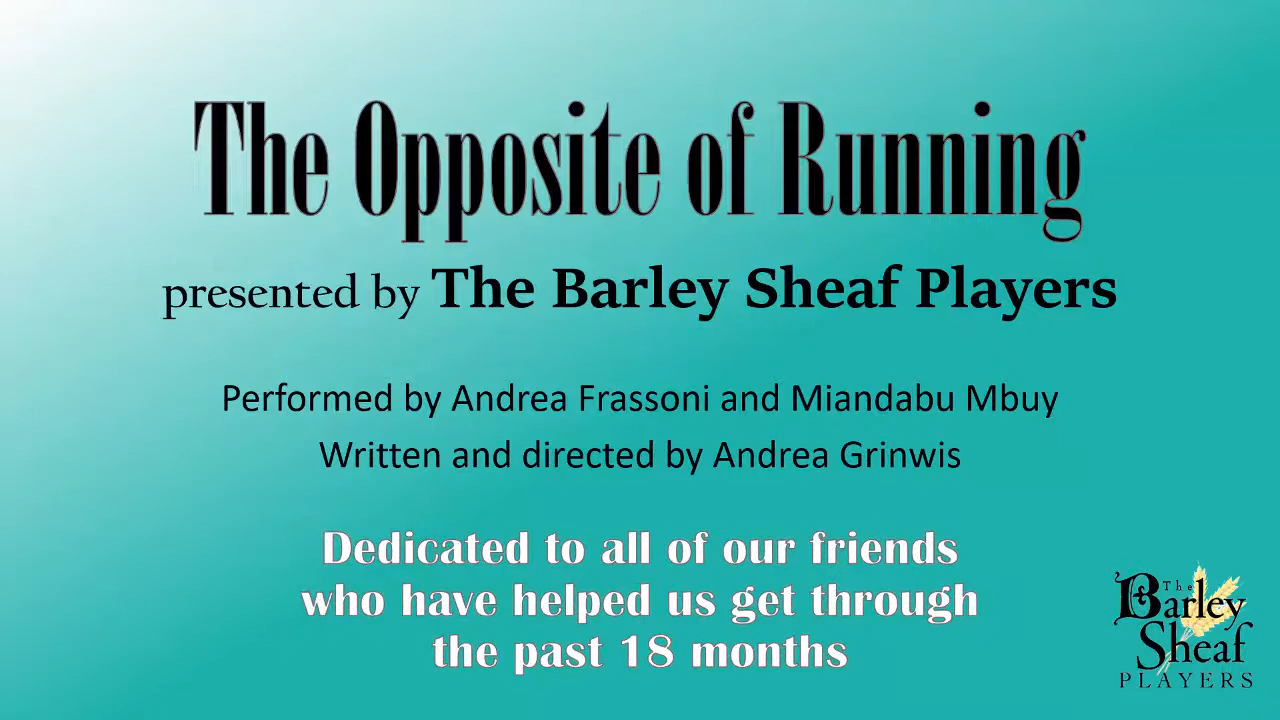 The Opposite of Running
presented by The Barley Sheaf Players
Performed by Andrea Frassoni and Miandabu Mbuy
Written and directed by Andrea Grinwis
Dedicated to all of our friends
who have helped us get through
the past 18 months
The
Barley
Sheaf
PLAYERS